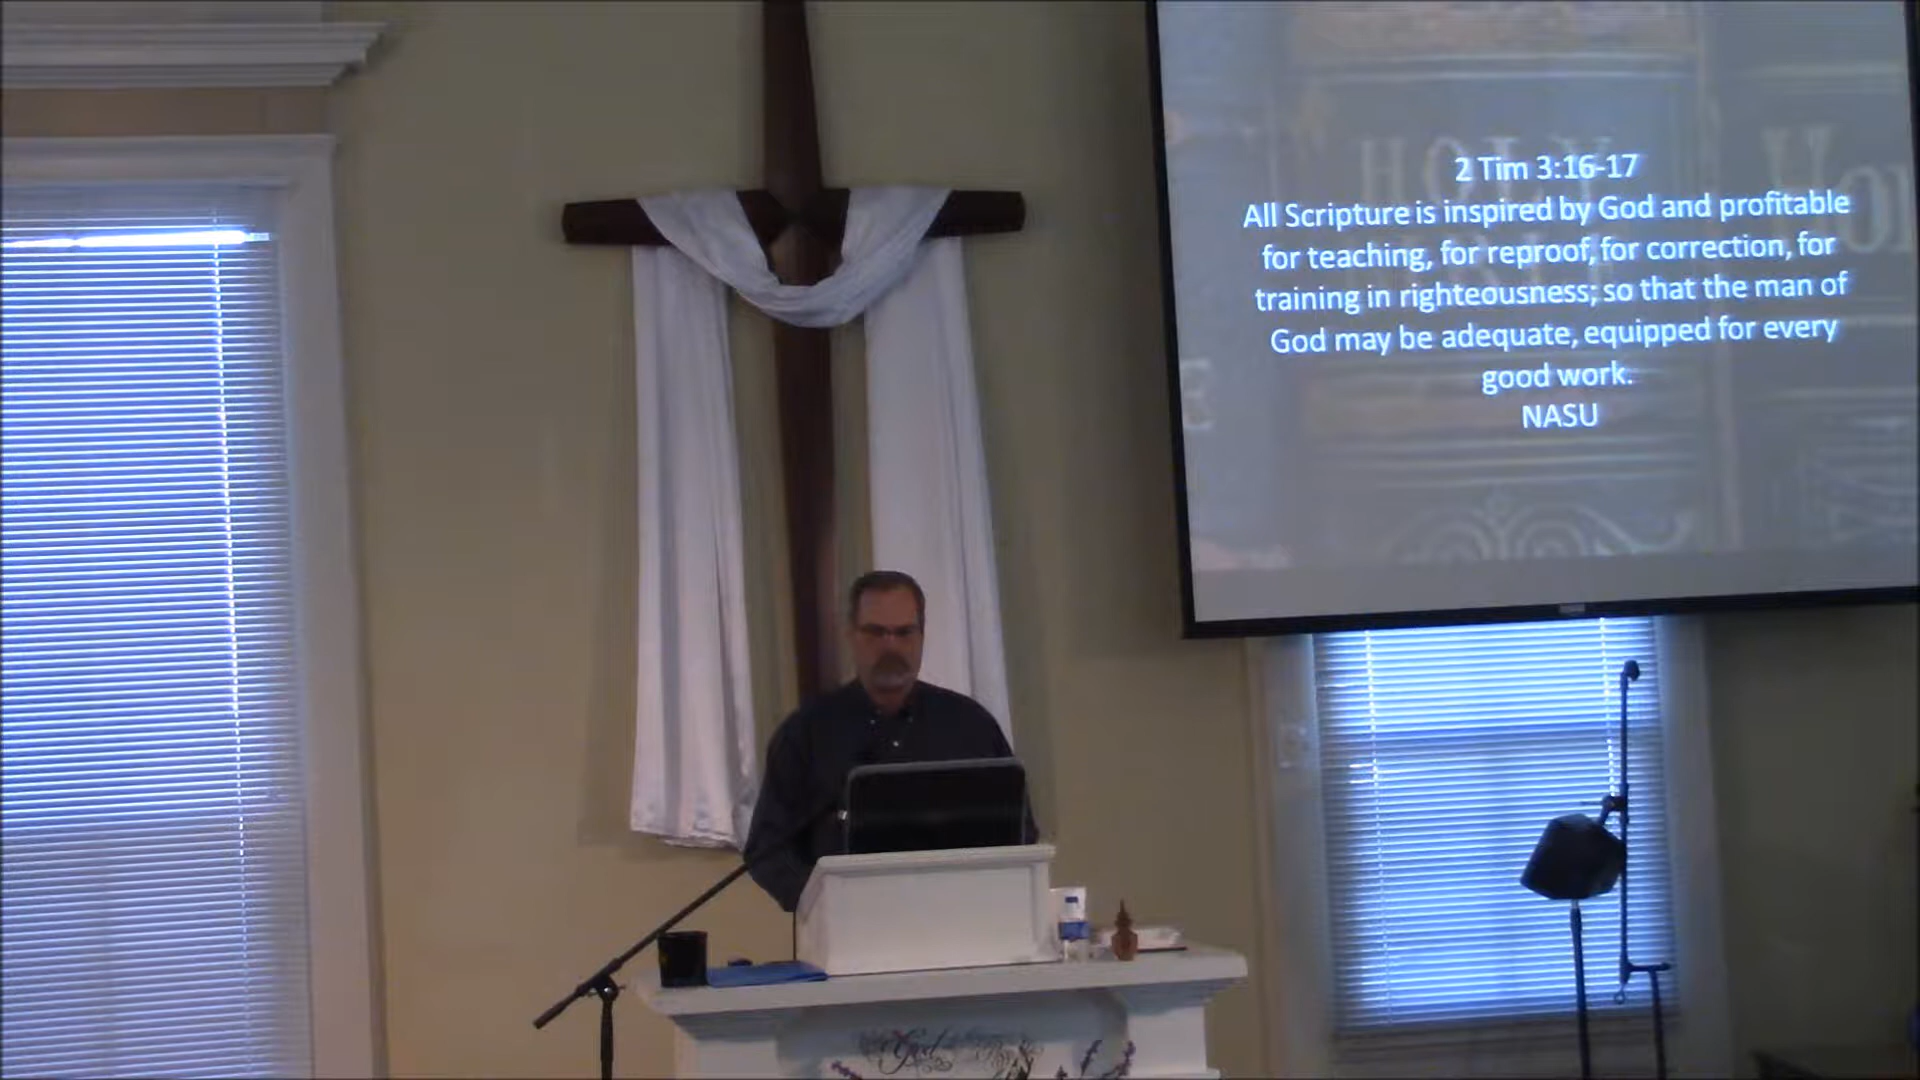 2 Tim 3:16-17
All Scripture is inspired by God and profitable
for teaching, for reproof, for correction, for
training in righteousness; so that the man of
God may be adequate, equipped for every
good work.
NASU
HOLY
God